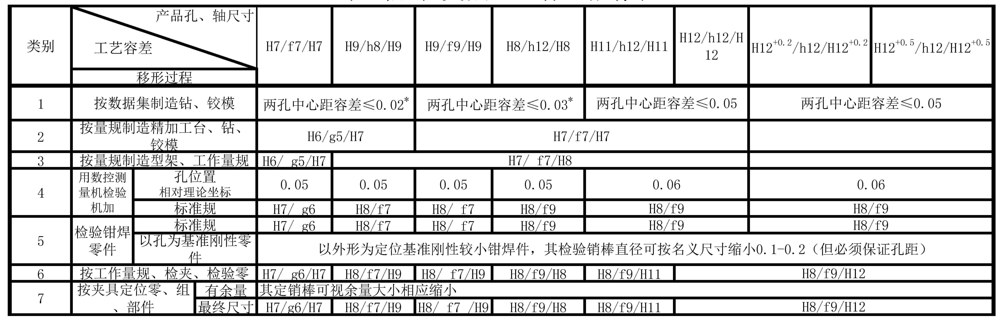 产品孔、轴尺寸
类别
工艺容差
移形过程
H7/f7/H7
H9/h8/H9
H9/f9/H9
H8/h12/H8
H11/h12/H11
H12/h12/H
12
H12+0.2/h12/H12+0.2
H12+0.5/h12/H12+0.5
1
按数据集制造钻、铰模
两孔中心距容差≤0.02*
两孔中心距容差≤0.03*
两孔中心距容差≤0.05
两孔中心距容差≤0.05
2
按量规制造精加工台、钻、
铰模
H6/g5/H7
H7/f7/H7
3
按量规制造型架、工作量规
H6/ g5/H7
H7/ f7/H8
4
用数控测
量机检验
机加
孔位置
相对理论坐标
0.05
0.05
0.05
0.05
0.06
0.06
标准规
H7/ g6
H8/f7
H8/ f7
H8/f9
H8/f9
H8/f9
5
检验钳焊
零件
标准规
H7/ g6
H8/f7
H8/ f7
H8/f9
H8/f9
H8/f9
以孔为基准刚性零
件
以外形为定位基准刚性较小钳焊件，其检验销棒直径可按名义尺寸缩小0.1-0.2（但必须保证孔距）
6
按工作量规、检夹、检验零
H7/ g6/H7
H8/f7/H9
H8/ f7/H9
H8/f9/H8
H8/f9/H11
H8/f9/H12
7
按夹具定位零、组
、部件
有余量
其定销棒可视余量大小相应缩小
最终尺寸
H7/g6/H7
H8/f7/H9
H8/ f7 /H9
H8/f9/H8
H8/f9/H11
H8/f9/H12